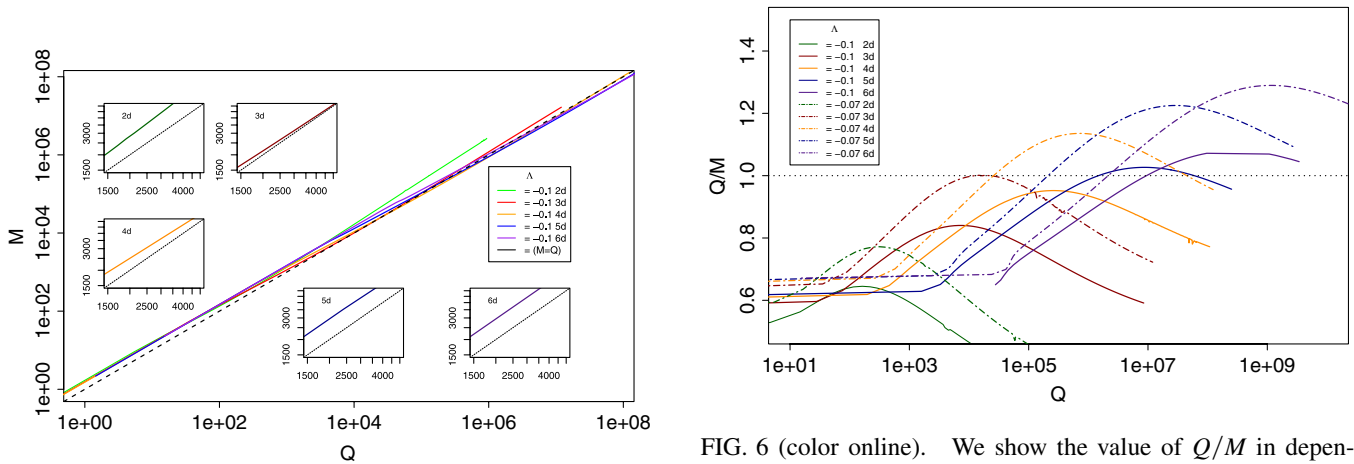 M
1e+08
1e+06
1e+04
1e+02
1e+00
1e+00 1e+02 1e+04 1e+06 1e+08
Q
2d
3000
1500
1500 2500 4000
3d
3000
1500
1500 2500 4000
4d
3000
1500
1500 2500 4000
5d
3000
1500
1500 2500 4000
6d
3000
1500
1500 2500 4000
Λ
= −0.1 2d
= −0.1 3d
= −0.1 4d
= −0.1 5d
= −0.1 6d
= (M=Q)
Q/M
1.4
1.2
1.0
0.8
0.6
Λ
= −0.1 2d
= −0.1 3d
= −0.1 4d
= −0.1 5d
= −0.1 6d
= −0.07 2d
= −0.07 3d
= −0.07 4d
= −0.07 5d
= −0.07 6d
1e+01 1e+03 1e+05 1e+07 1e+09
Q
FIG. 6 (color online). We show the value of Q/M in depen-